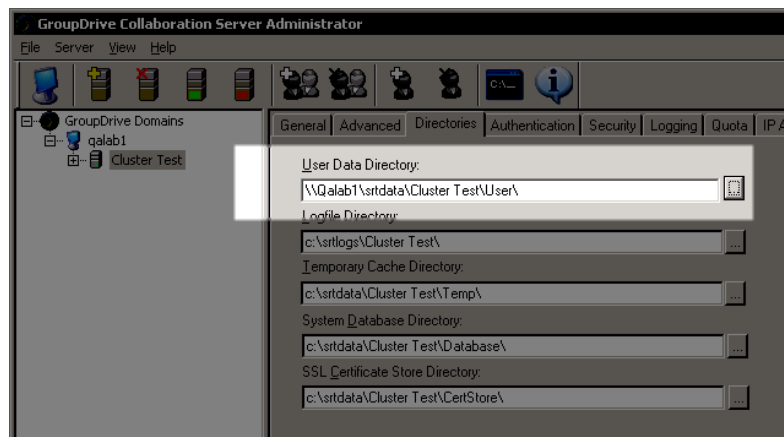 GroupDrive Collaboration Server Administrator
File Server View Help
C:\_
GroupDrive Domains
qalab1
Cluster Test
General Advanced Directories Authentication Security Logging Quota IP A
User Data Directory:
\\Qalab1\srtdata\Cluster Test\User\
Logfile Directory:
c:\srtlogs\Cluster Test\
Temporary Cache Directory:
c:\srtdata\Cluster Test\Temp\
System Database Directory:
c:\srtdata\Cluster Test\Database\
SSL Certificate Store Directory:
c:\srtdata\Cluster Test\CertStore\